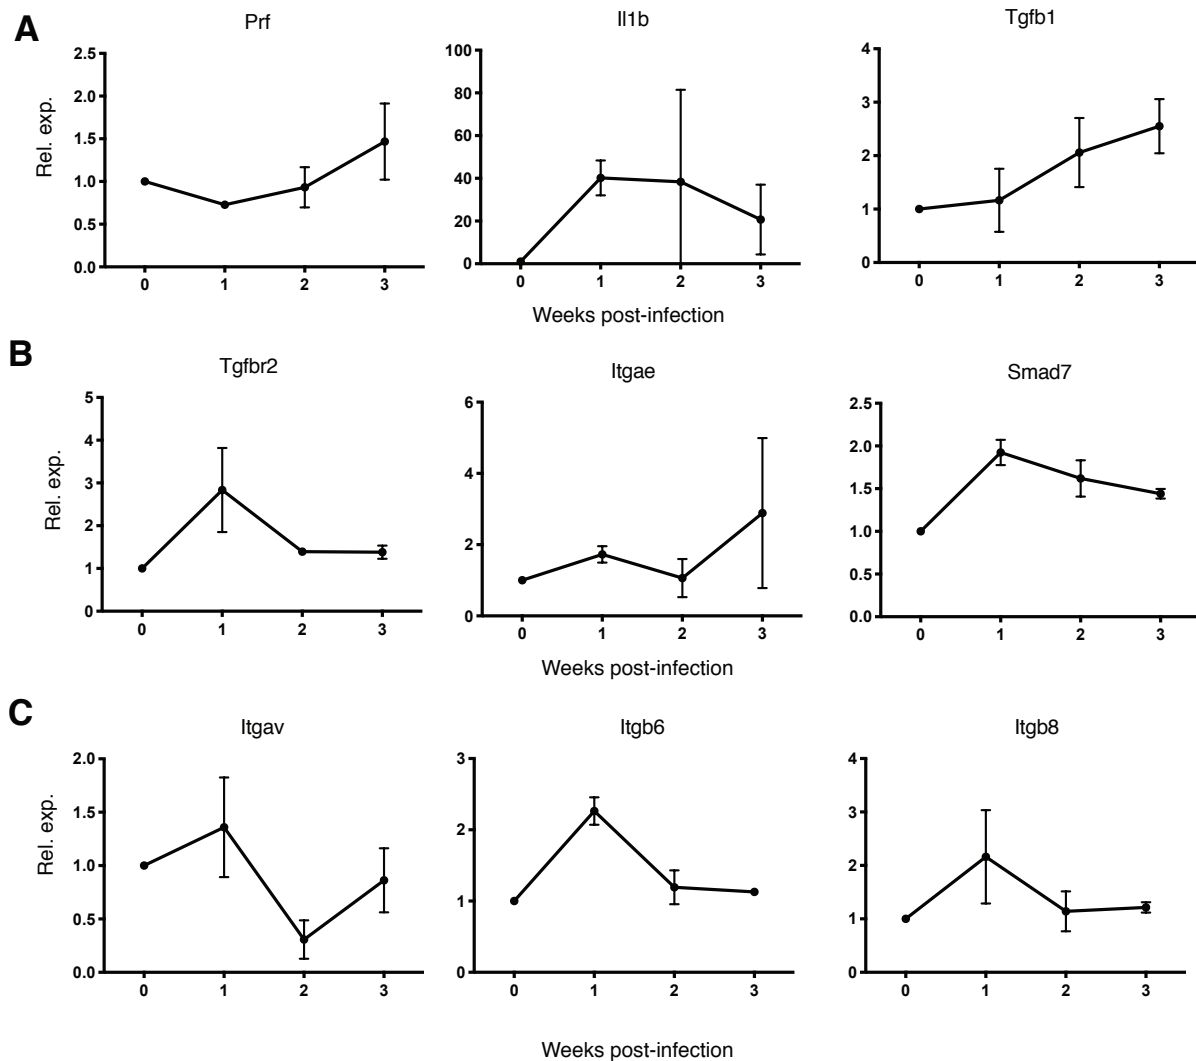 A
Prf
Il1b
Tgfb1
Rel. exp.
2.5
2.0
1.5
1.0
0.5
0.0
0 1 2 3
100
80
60
40
20
0
0 1 2 3
4
3
2
1
0
0 1 2 3
Weeks post-infection
B
Tgfbr2
Itgae
Smad7
Rel. exp.
5
4
3
2
1
0
0 1 2 3
6
4
2
0
0 1 2 3
2.5
2.0
1.5
1.0
0.5
0.0
0 1 2 3
Weeks post-infection
C
Itgav
Itgb6
Itgb8
Rel. exp.
2.0
1.5
1.0
0.5
0.0
0 1 2 3
3
2
1
0
0 1 2 3
4
3
2
1
0
0 1 2 3
Weeks post-infection